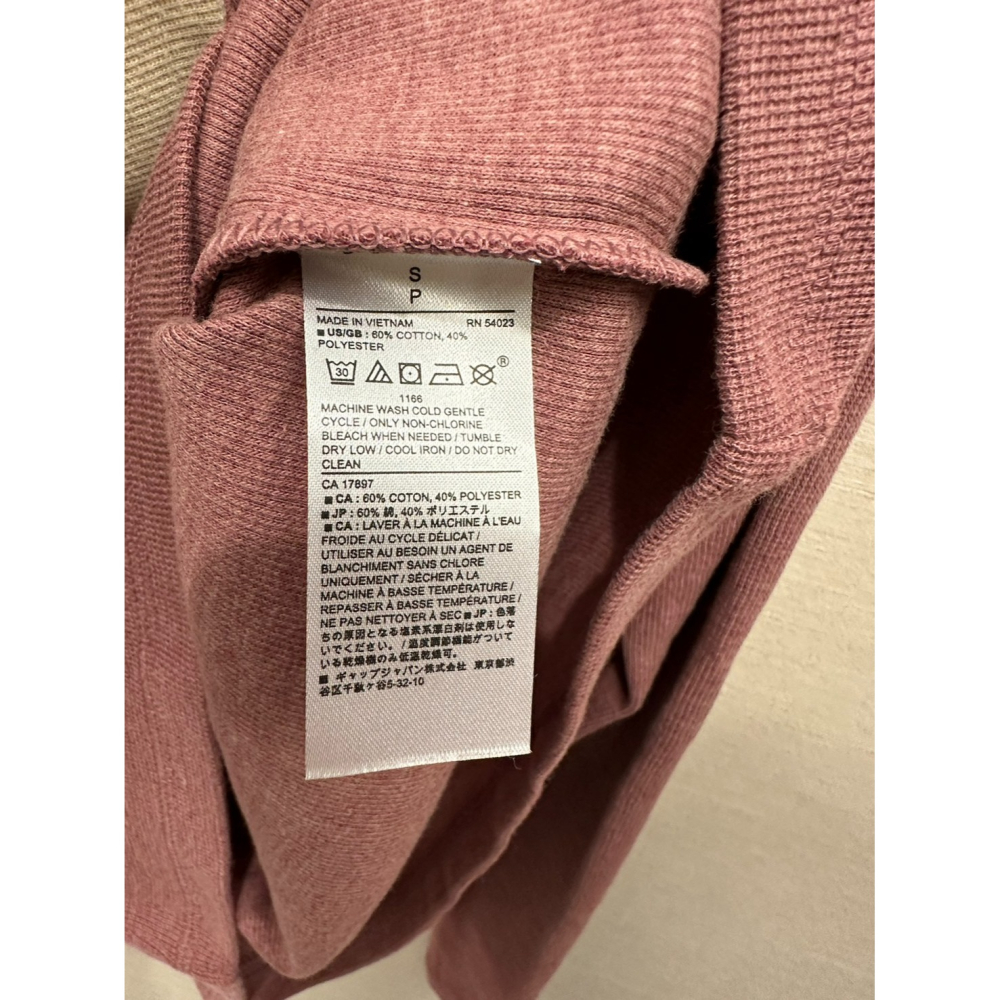 S
P
MADE IN VIETNAM RN 54023
■ US/GB : 60% COTTON, 40%
POLYESTER
30 ®
1166
MACHINE WASH COLD GENTLE
CYCLE / ONLY NON-CHLORINE
BLEACH WHEN NEEDED / TUMBLE
DRY LOW / COOL IRON / DO NOT DRY
CLEAN
CA 17897
■ CA : 60% COTON, 40% POLYESTER
■ JP : 60% 綿, 40% ポリエステル
■ CA : LAVER À LA MACHINE À L'EAU
FROIDE AU CYCLE DÉLICAT /
UTILISER AU BESOIN UN AGENT DE
BLANCHIMENT SANS CHLORE
UNIQUEMENT / SÉCHER À LA
MACHINE À BASSE TEMPÉRATURE /
REPASSER À BASSE TEMPÉRATURE /
NE PAS NETTOYER À SEC ■ JP : 色落
ちの原因となる塩素系漂白剤は使用しな
いでください。/ 温度調節機能がついて
いる乾燥機のみ低温乾燥可。
■ ギャップジャパン株式会社 東京都渋
谷区千駄ヶ谷5-32-10